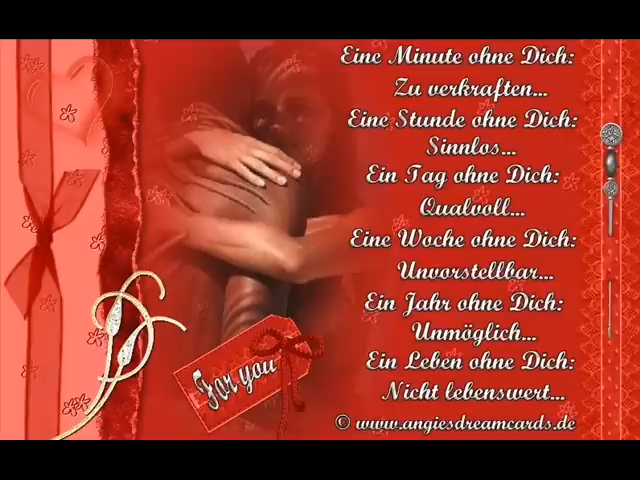 Eine Minute ohne Dich:
Zu verkraften...
Eine Stunde ohne Dich:
Sinnlos...
Ein Tag ohne Dich:
Qualvoll...
Eine Woche ohne Dich:
Unvorstellbar...
Ein Jahr ohne Dich:
Unmöglich...
Ein Leben ohne Dich:
Nicht lebenswert...
© www.angiesdreamcards.de
For you